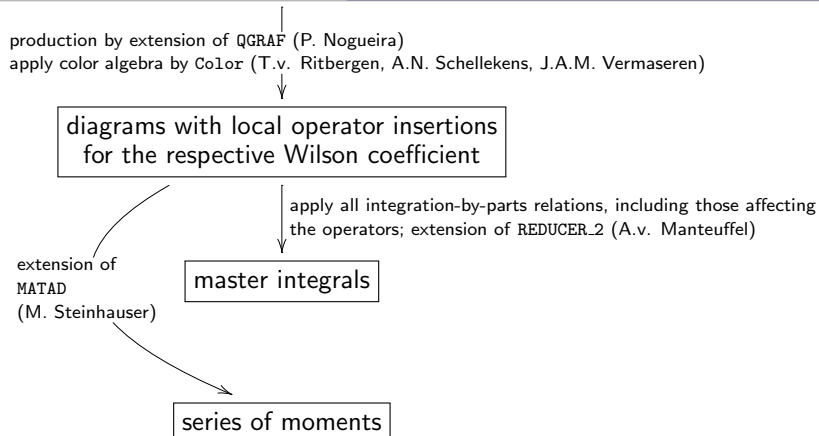 production by extension of QGRAF (P. Nogueira)
apply color algebra by Color (T.v. Ritbergen, A.N. Schellekens, J.A.M. Vermaseren)
diagrams with local operator insertions
for the respective Wilson coefficient
apply all integration-by-parts relations, including those affecting
the operators; extension of REDUCER_2 (A.v. Manteuffel)
extension of
MATAD
(M. Steinhauser)
master integrals
series of moments